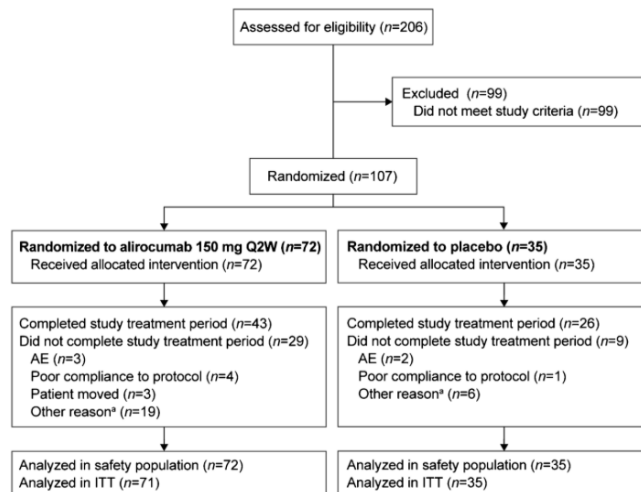 Assessed for eligibility (n=206)
Excluded (n=99)
Did not meet study criteria (n=99)
Randomized (n=107)
Randomized to alirocumab 150 mg Q2W (n=72)
Received allocated intervention (n=72)
Randomized to placebo (n=35)
Received allocated intervention (n=35)
Completed study treatment period (n=43)
Did not complete study treatment period (n=29)
AE (n=3)
Poor compliance to protocol (n=4)
Patient moved (n=3)
Other reasonᵃ (n=19)
Completed study treatment period (n=26)
Did not complete study treatment period (n=9)
AE (n=2)
Poor compliance to protocol (n=1)
Other reasonᵃ (n=6)
Analyzed in safety population (n=72)
Analyzed in ITT (n=71)
Analyzed in safety population (n=35)
Analyzed in ITT (n=35)